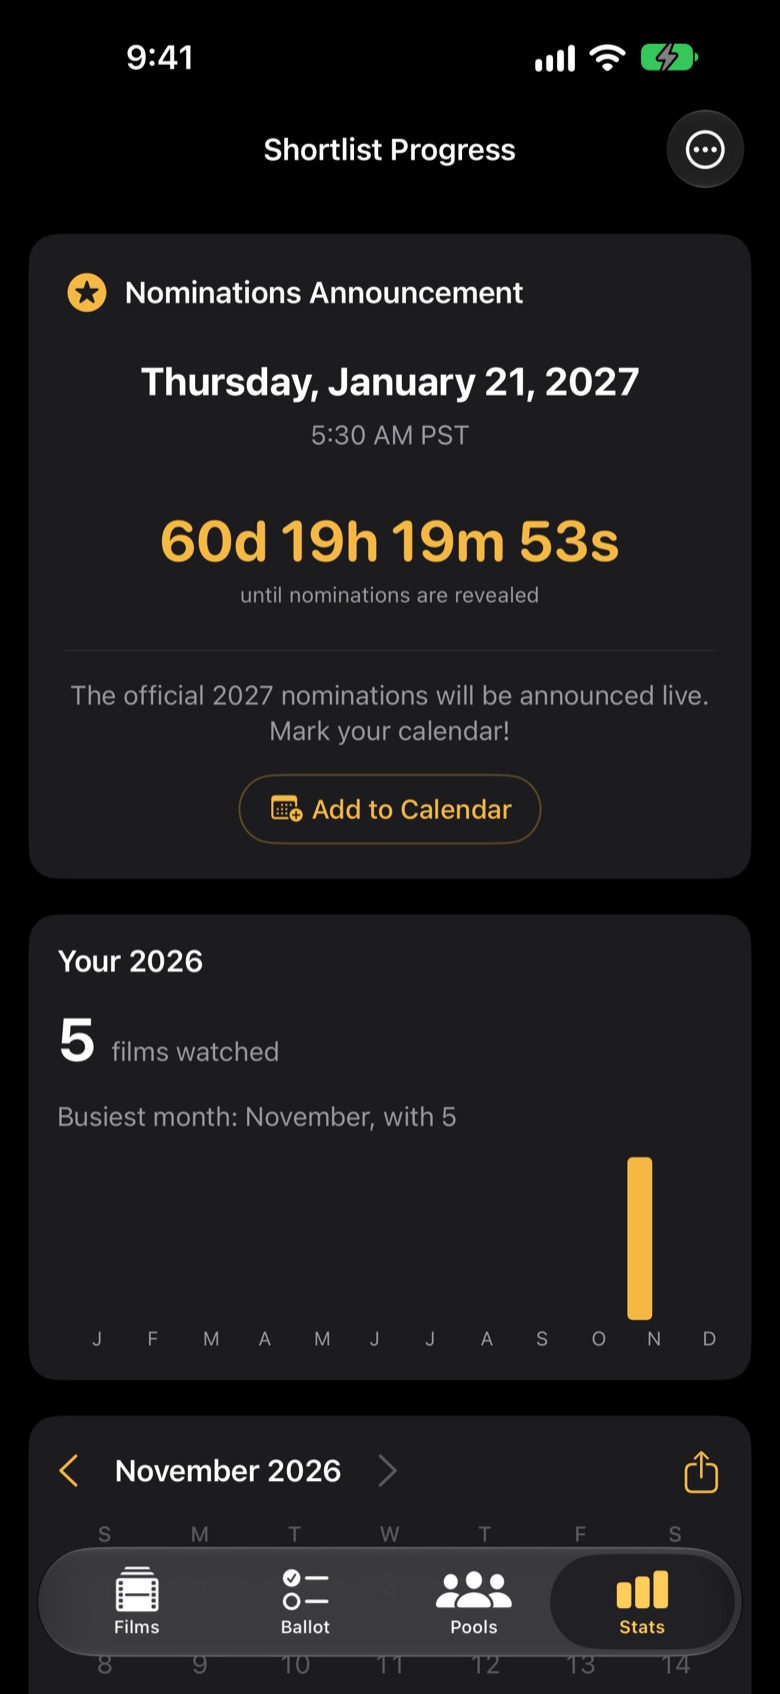 9:41
Shortlist Progress
Nominations Announcement
Thursday, January 21, 2027
5:30 AM PST
60d 19h 19m 53s
until nominations are revealed
The official 2027 nominations will be announced live.
Mark your calendar!
Add to Calendar
Your 2026
5 films watched
Busiest month: November, with 5
J F M A M J J A S O N D
November 2026
S M T W T F S
Films Ballot Pools Stats
8 9 10 11 12 13 14